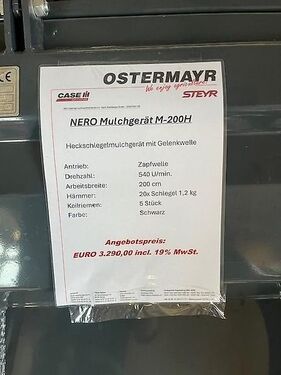 OSTERMAYR
We enjoy agriculture!
CASE IH
STEYR
NERO Mulchgerät M-200H
Heckschlegelmulchgerät mit Gelenkwelle
Antrieb: Zapfwelle
Drehzahl: 540 U/min.
Arbeitsbreite: 200 cm
Hämmer: 26x Schlegel 1,2 kg
Keilriemen: 5 Stück
Farbe: Schwarz
Angebotspreis:
EURO 3.290,00 incl. 19% MwSt.